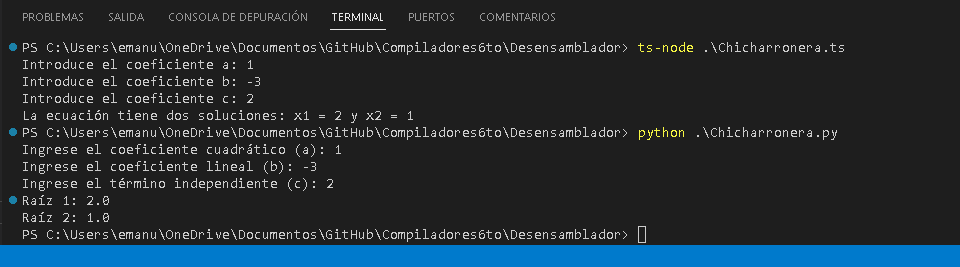 PROBLEMAS SALIDA CONSOLA DE DEPURACIÓN TERMINAL PUERTOS COMENTARIOS
PS C:\Users\emanu\OneDrive\Documentos\GitHub\Compiladores6to\Desensamblador> ts-node .\Chicharronera.ts
Introduce el coeficiente a: 1
Introduce el coeficiente b: -3
Introduce el coeficiente c: 2
La ecuación tiene dos soluciones: x1 = 2 y x2 = 1
PS C:\Users\emanu\OneDrive\Documentos\GitHub\Compiladores6to\Desensamblador> python .\Chicharronera.py
Ingrese el coeficiente cuadrático (a): 1
Ingrese el coeficiente lineal (b): -3
Ingrese el término independiente (c): 2
Raíz 1: 2.0
Raíz 2: 1.0
PS C:\Users\emanu\OneDrive\Documentos\GitHub\Compiladores6to\Desensamblador>